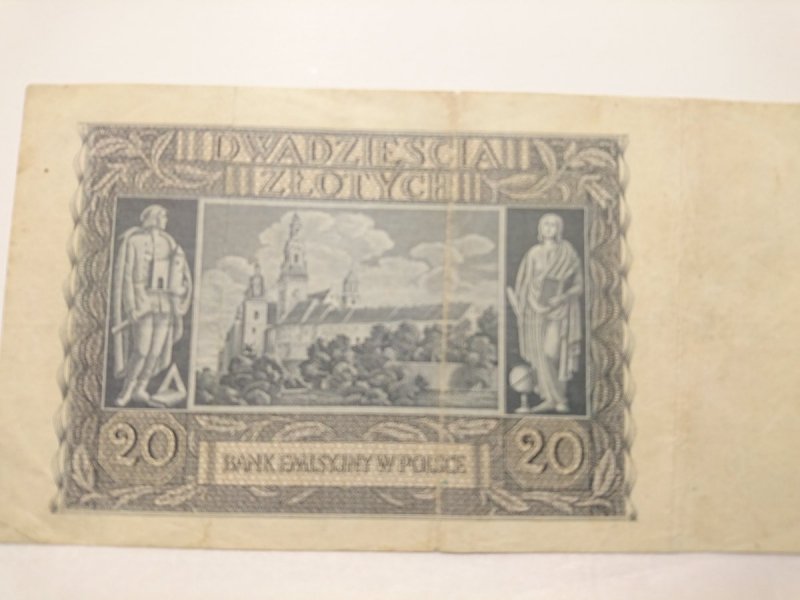 DWADZIEŚCIA
ZŁOTYCH
20
BANK EMISYJNY W POLSCE
20